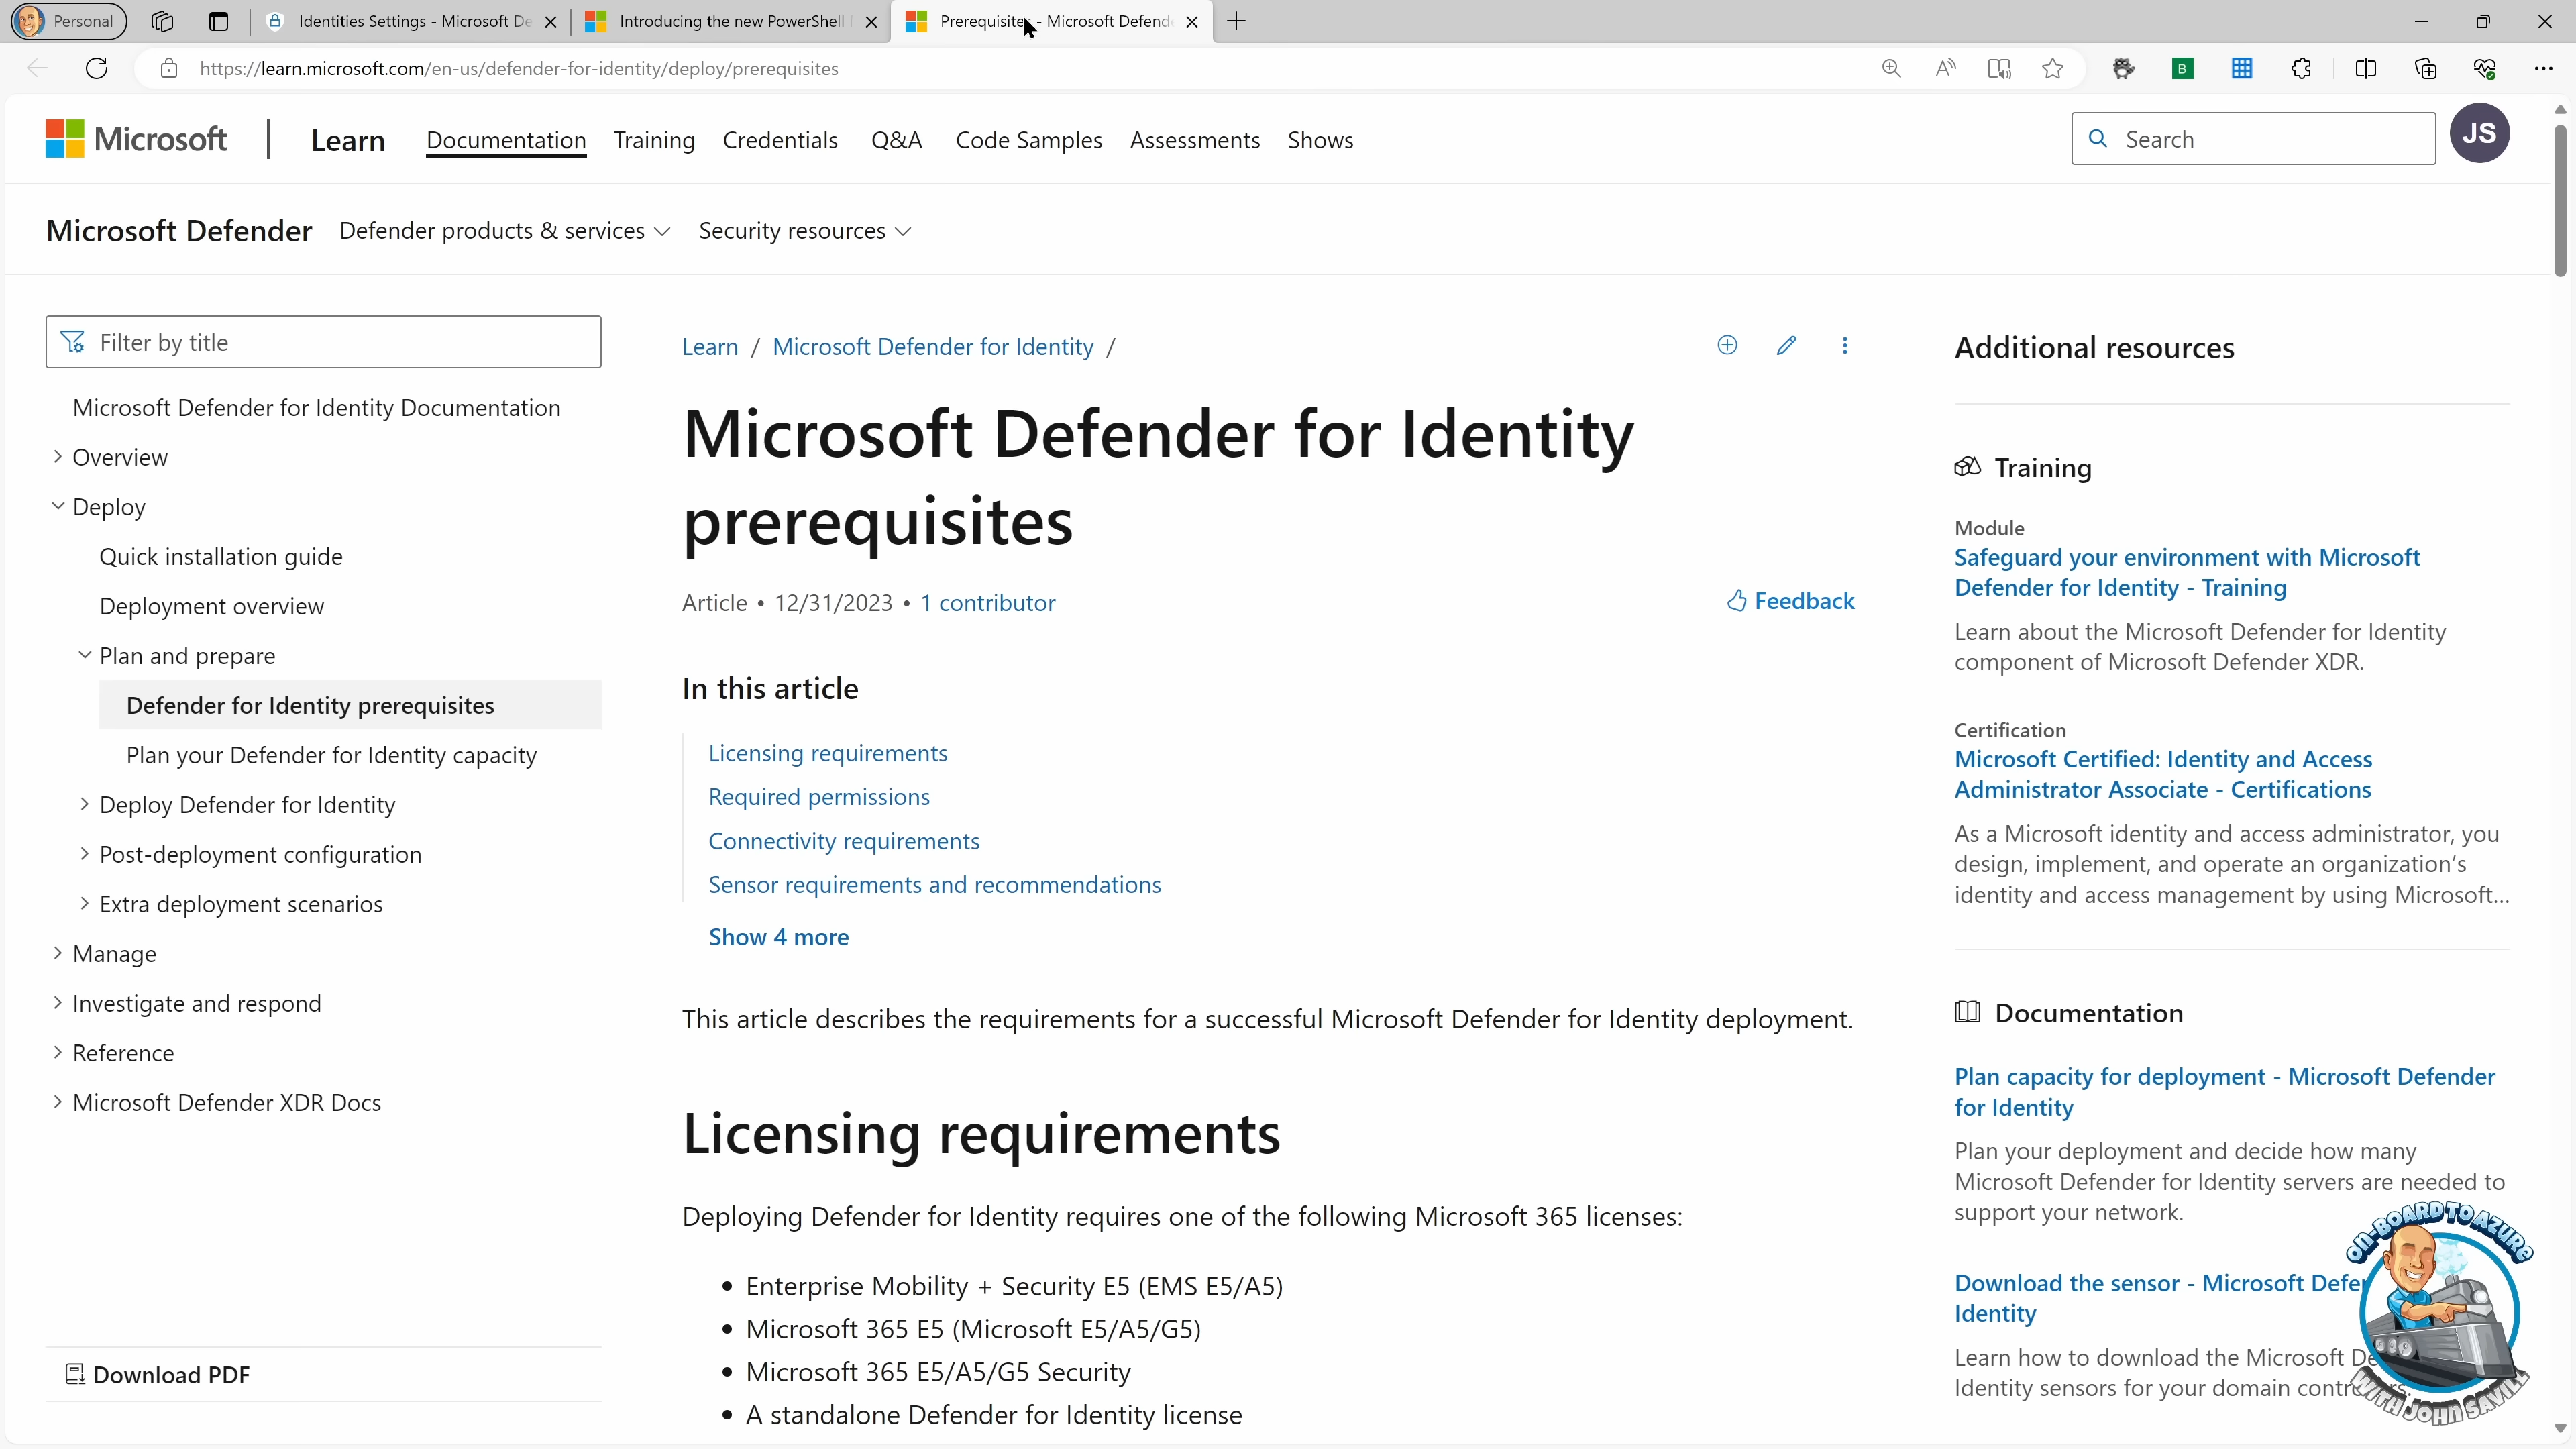 Personal
Identities Settings - Microsoft De
Introducing the new PowerShell
Prerequisites - Microsoft Defend
https://learn.microsoft.com/en-us/defender-for-identity/deploy/prerequisites
B
Microsoft
Learn
Documentation
Training
Credentials
Q&A
Code Samples
Assessments
Shows
Search
JS
Microsoft Defender
Defender products & services
Security resources
Filter by title
Microsoft Defender for Identity Documentation
Overview
Deploy
Quick installation guide
Deployment overview
Plan and prepare
Defender for Identity prerequisites
Plan your Defender for Identity capacity
Deploy Defender for Identity
Post-deployment configuration
Extra deployment scenarios
Manage
Investigate and respond
Reference
Microsoft Defender XDR Docs
Download PDF
Learn / Microsoft Defender for Identity /
Microsoft Defender for Identity
prerequisites
Article • 12/31/2023 • 1 contributor
Feedback
In this article
Licensing requirements
Required permissions
Connectivity requirements
Sensor requirements and recommendations
Show 4 more
This article describes the requirements for a successful Microsoft Defender for Identity deployment.
Licensing requirements
Deploying Defender for Identity requires one of the following Microsoft 365 licenses:
• Enterprise Mobility + Security E5 (EMS E5/A5)
• Microsoft 365 E5 (Microsoft E5/A5/G5)
• Microsoft 365 E5/A5/G5 Security
• A standalone Defender for Identity license
Additional resources
Training
Module
Safeguard your environment with Microsoft
Defender for Identity - Training
Learn about the Microsoft Defender for Identity
component of Microsoft Defender XDR.
Certification
Microsoft Certified: Identity and Access
Administrator Associate - Certifications
As a Microsoft identity and access administrator, you
design, implement, and operate an organization's
identity and access management by using Microsoft...
Documentation
Plan capacity for deployment - Microsoft Defender
for Identity
Plan your deployment and decide how many
Microsoft Defender for Identity servers are needed to
support your network.
Download the sensor - Microsoft Defe
Identity
Learn how to download the Microsoft De
Identity sensors for your domain contr
ON-BOARD TO AZURE
WITH JOHN SAVILL